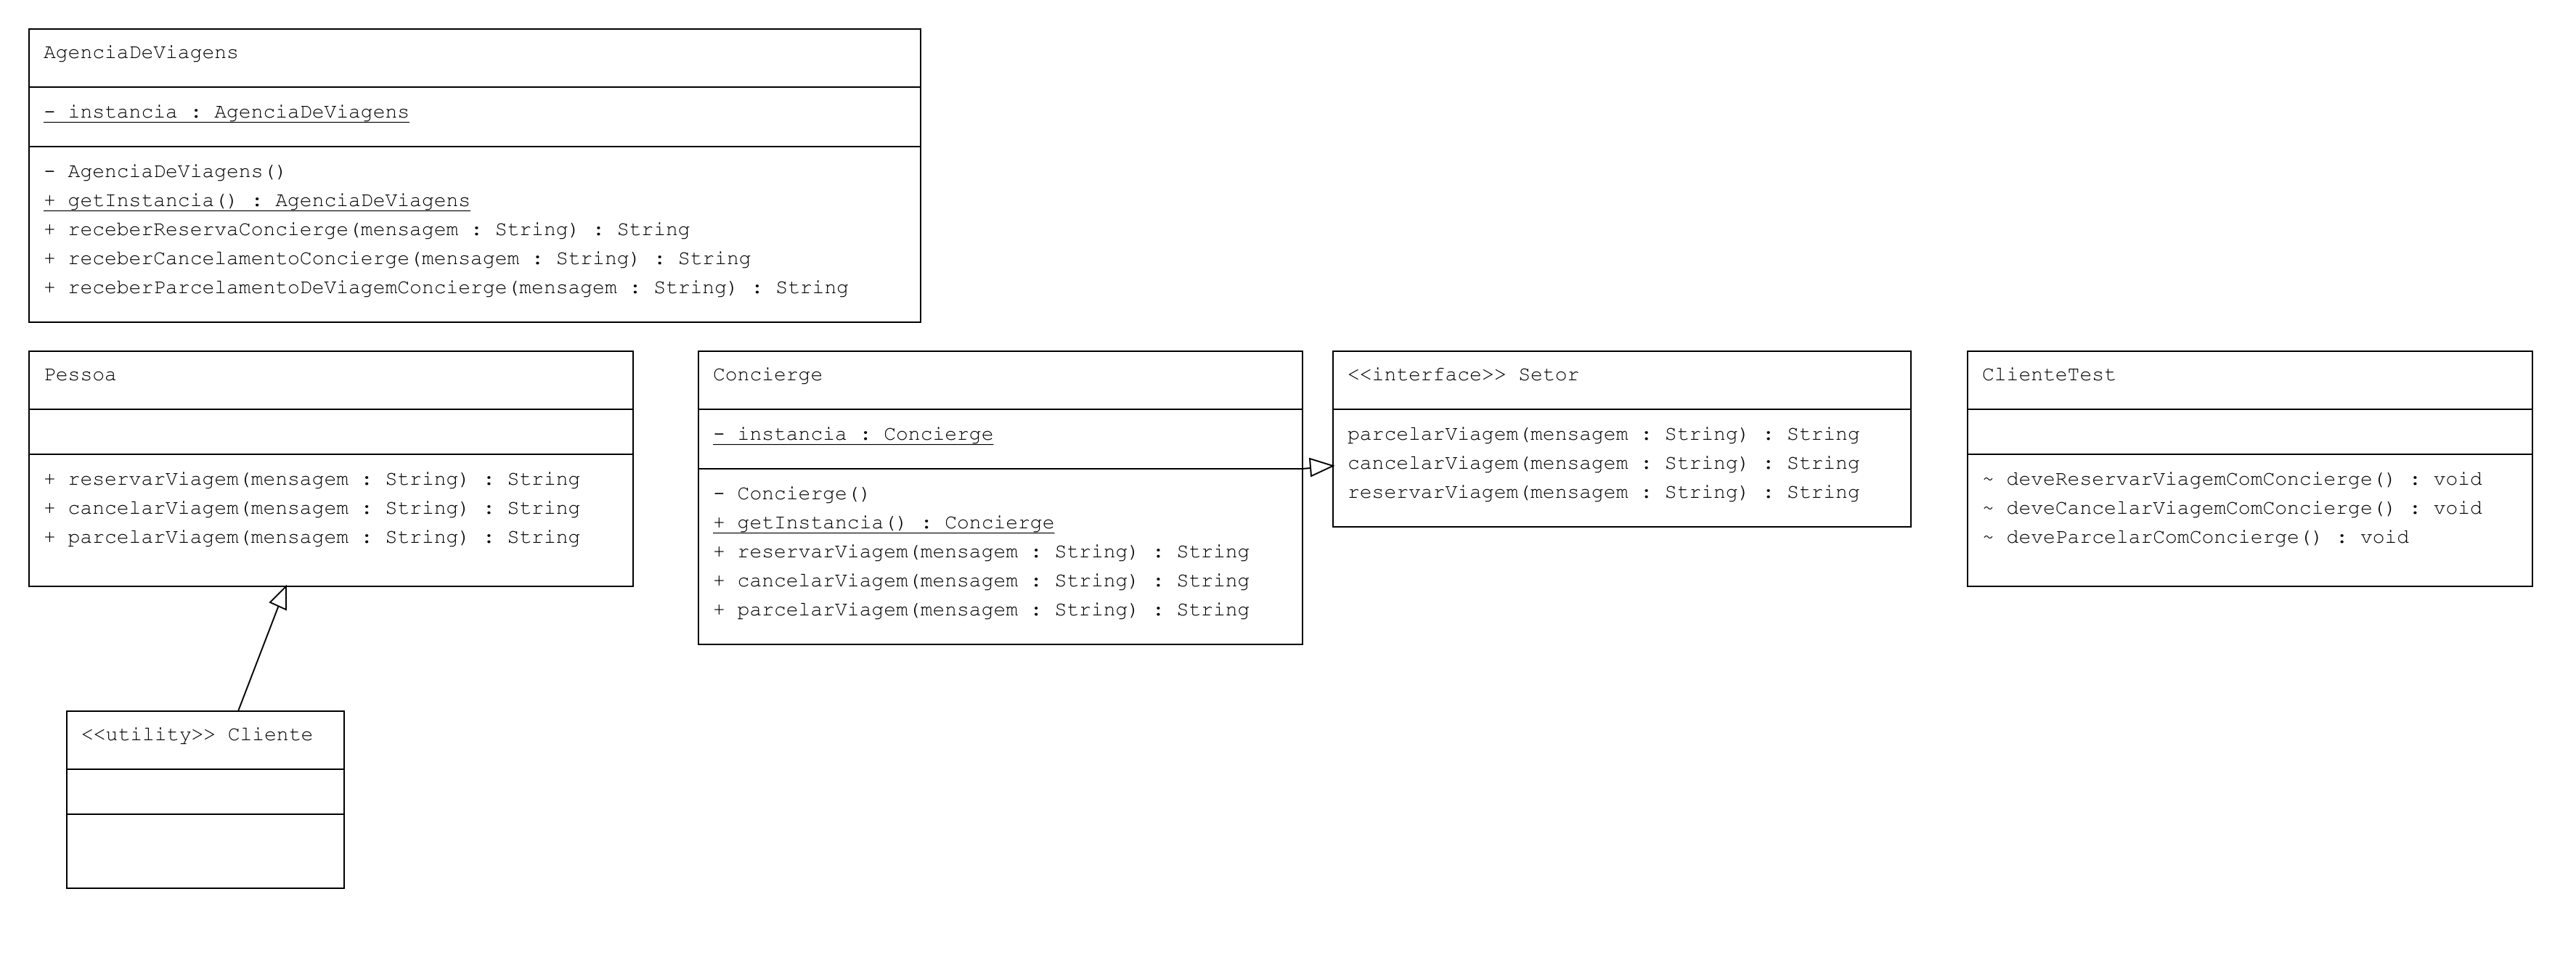 AgenciaDeViagens
- instancia : AgenciaDeViagens
- AgenciaDeViagens()
+ getInstancia() : AgenciaDeViagens
+ receberReservaConcierge(mensagem : String) : String
+ receberCancelamentoConcierge(mensagem : String) : String
+ receberParcelamentoDeViagemConcierge(mensagem : String) : String
Pessoa
+ reservarViagem(mensagem : String) : String
+ cancelarViagem(mensagem : String) : String
+ parcelarViagem(mensagem : String) : String
Concierge
- instancia : Concierge
- Concierge()
+ getInstancia() : Concierge
+ reservarViagem(mensagem : String) : String
+ cancelarViagem(mensagem : String) : String
+ parcelarViagem(mensagem : String) : String
<<interface>> Setor
parcelarViagem(mensagem : String) : String
cancelarViagem(mensagem : String) : String
reservarViagem(mensagem : String) : String
ClienteTest
~ deveReservarViagemComConcierge() : void
~ deveCancelarViagemComConcierge() : void
~ deveParcelarComConcierge() : void
<<utility>> Cliente